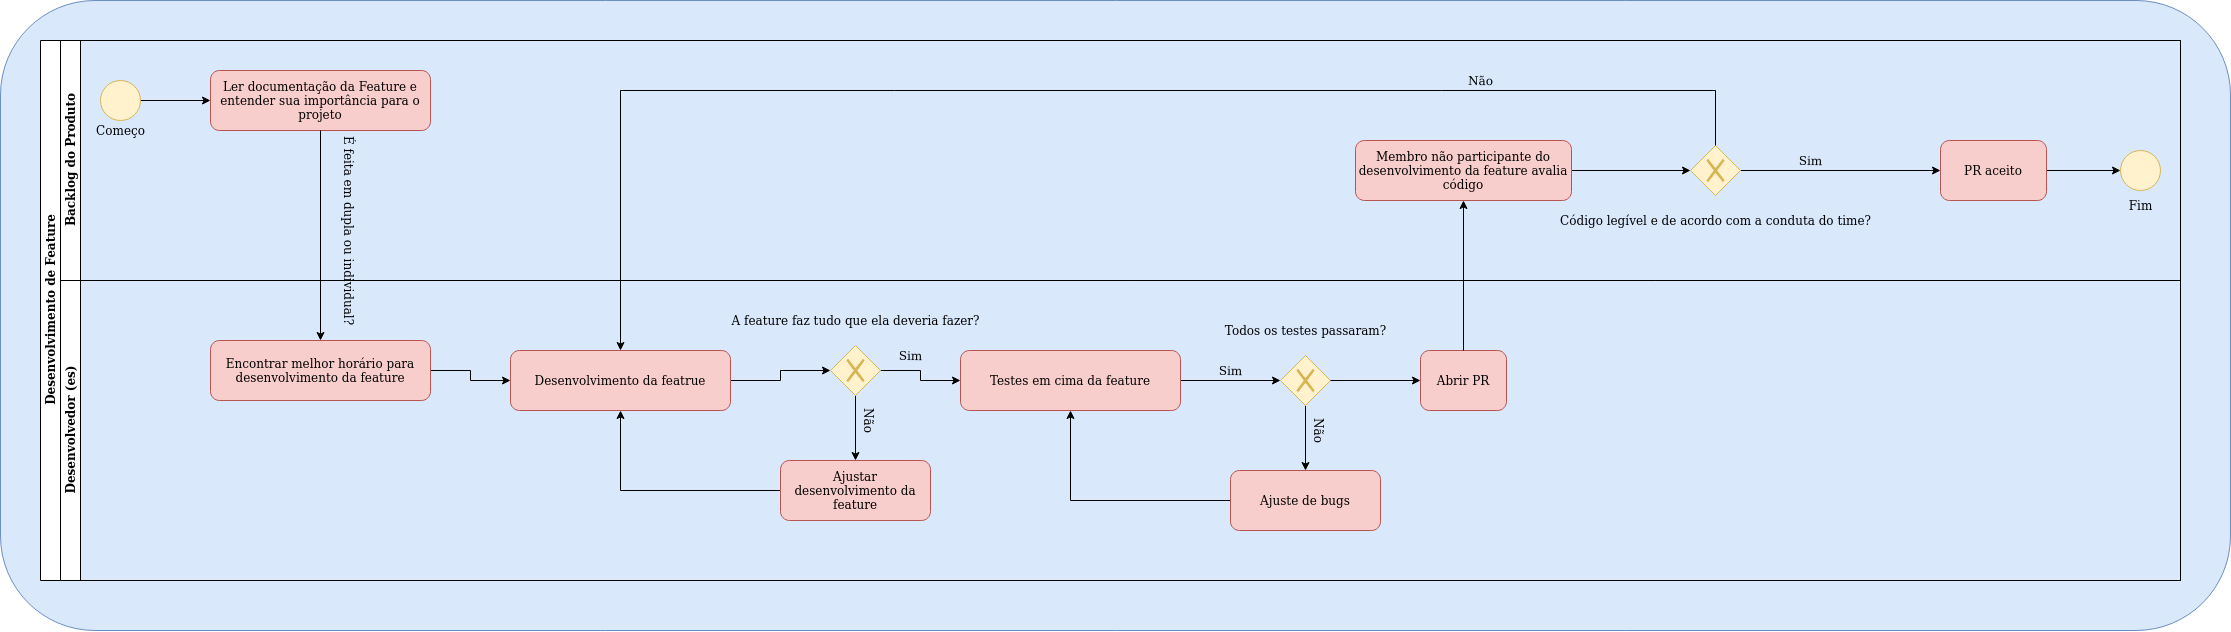 Desenvolvimento de Feature
Backlog do Produto
Começo
Ler documentação da Feature e
entender sua importância para o
projeto
É feita em dupla ou individual?
Não
Membro não participante do
desenvolvimento da feature avalia
código
Sim
Código legível e de acordo com a conduta do time?
PR aceito
Fim
Desenvolvedor (es)
Encontrar melhor horário para
desenvolvimento da feature
Desenvolvimento da featrue
A feature faz tudo que ela deveria fazer?
Sim
Não
Ajustar
desenvolvimento da
feature
Testes em cima da feature
Sim
Todos os testes passaram?
Não
Ajuste de bugs
Abrir PR